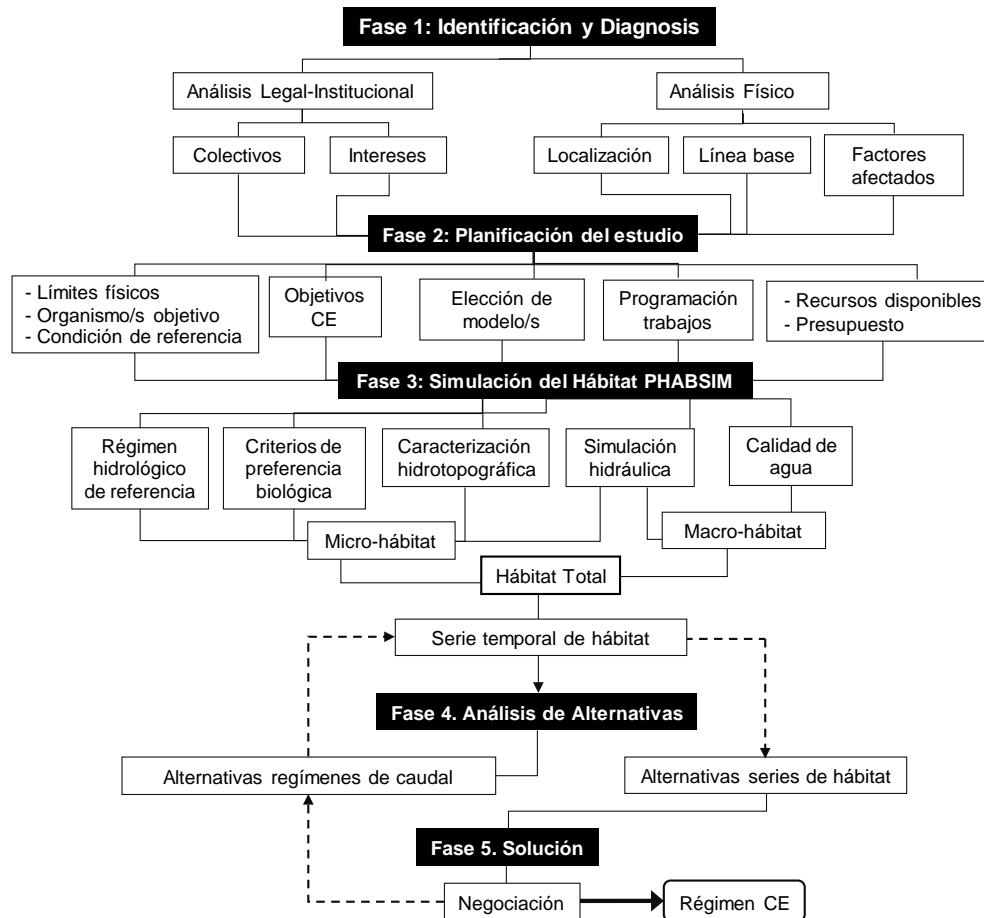 Fase 1: Identificación y Diagnosis
Análisis Legal-Institucional
Análisis Físico
Colectivos
Intereses
Localización
Línea base
Factores
afectados
Fase 2: Planificación del estudio
- Límites físicos
- Organismo/s objetivo
- Condición de referencia
Objetivos
CE
Elección de
modelo/s
Programación
trabajos
- Recursos disponibles
- Presupuesto
Fase 3: Simulación del Hábitat PHABSIM
Régimen
hidrológico
de referencia
Criterios de
preferencia
biológica
Caracterización
hidrotopográfica
Simulación
hidráulica
Calidad de
agua
Micro-hábitat
Macro-hábitat
Hábitat Total
Serie temporal de hábitat
Fase 4. Análisis de Alternativas
Alternativas regímenes de caudal
Alternativas series de hábitat
Fase 5. Solución
Negociación
Régimen CE